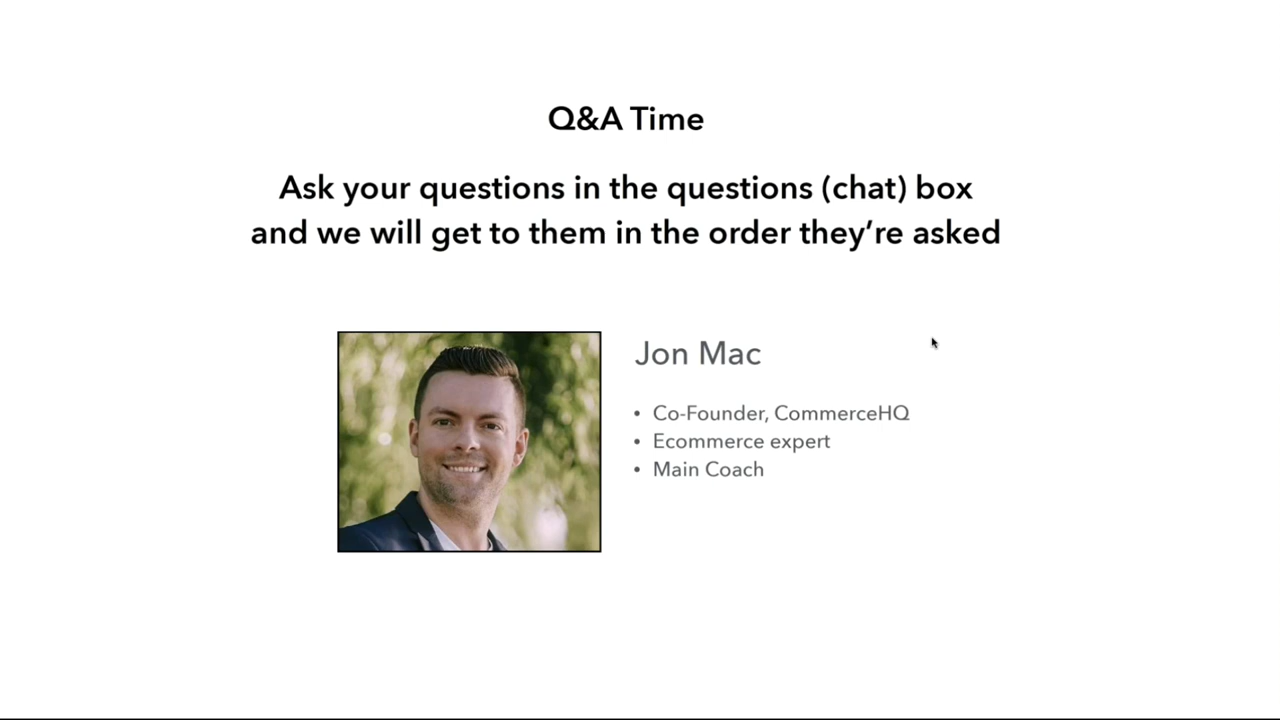 Q&A Time
Ask your questions in the questions (chat) box
and we will get to them in the order they’re asked
Jon Mac
• Co-Founder, CommerceHQ
• Ecommerce expert
• Main Coach